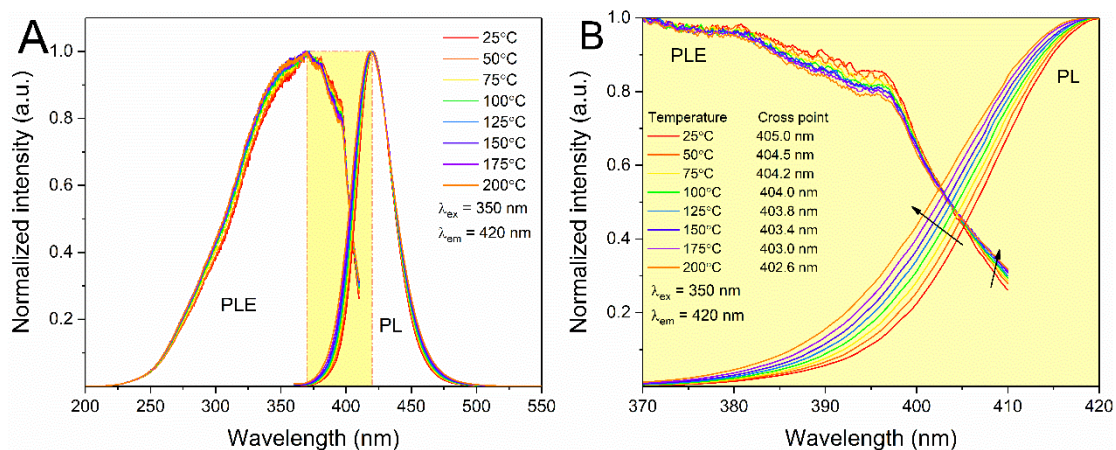 A
PLE
PL
25°C
50°C
75°C
100°C
125°C
150°C
175°C
200°C
λex = 350 nm
λem = 420 nm
Normalized intensity (a.u.)
1.0
0.8
0.6
0.4
0.2
200 250 300 350 400 450 500 550
Wavelength (nm)
B
PLE
PL
Temperature Cross point
25°C 405.0 nm
50°C 404.5 nm
75°C 404.2 nm
100°C 404.0 nm
125°C 403.8 nm
150°C 403.4 nm
175°C 403.0 nm
200°C 402.6 nm
λex = 350 nm
λem = 420 nm
Normalized intensity (a.u.)
1.0
0.8
0.6
0.4
0.2
370 380 390 400 410 420
Wavelength (nm)